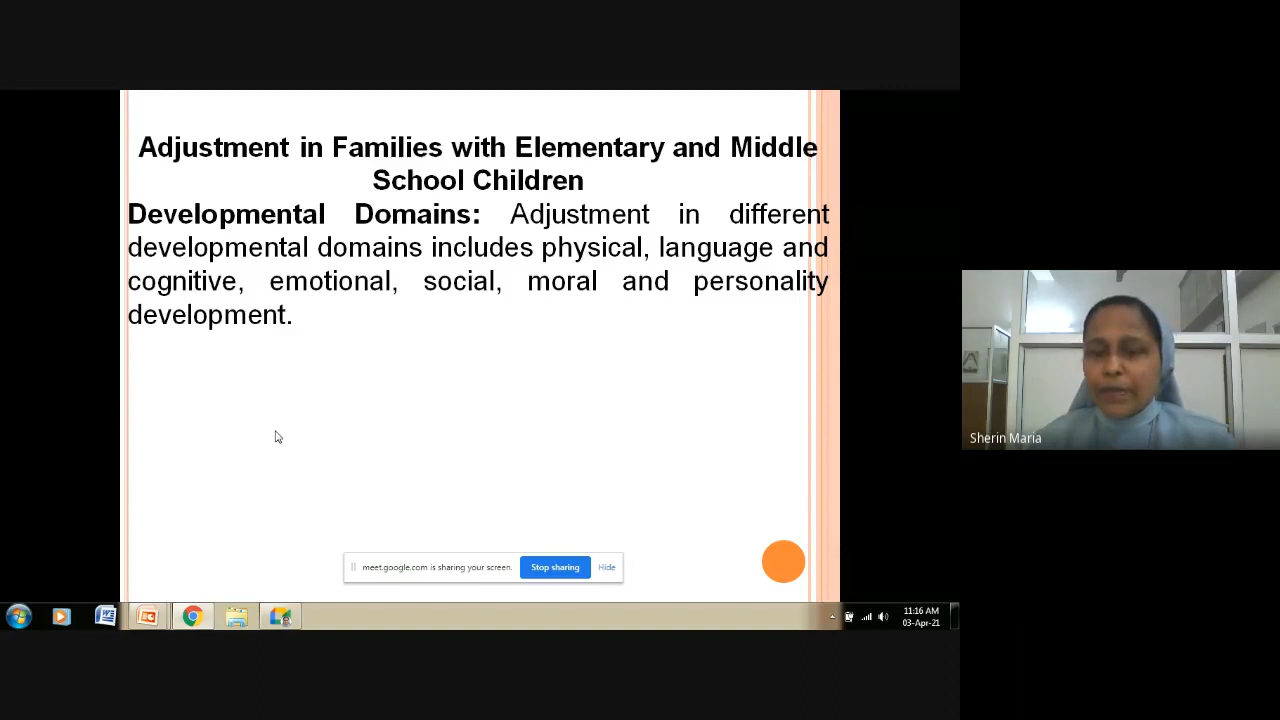 Adjustment in Families with Elementary and Middle
School Children
Developmental Domains: Adjustment in different
developmental domains includes physical, language and
cognitive, emotional, social, moral and personality
development.
Sherin Maria
meet.google.com is sharing your screen. Stop sharing Hide
11:16 AM
03-Apr-21